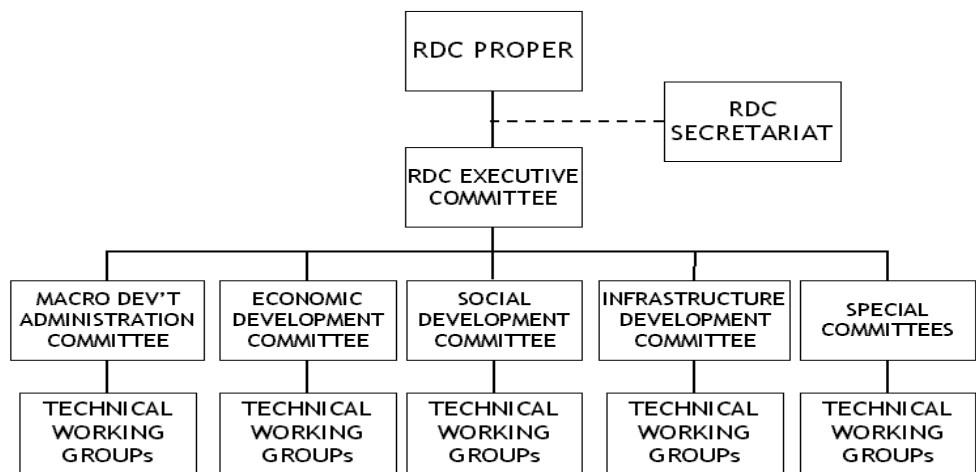 RDC PROPER
RDC
SECRETARIAT
RDC EXECUTIVE
COMMITTEE
MACRO DEV'T
ADMINISTRATION
COMMITTEE
ECONOMIC
DEVELOPMENT
COMMITTEE
SOCIAL
DEVELOPMENT
COMMITTEE
INFRASTRUCTURE
DEVELOPMENT
COMMITTEE
SPECIAL
COMMITTEES
TECHNICAL
WORKING
GROUPs
TECHNICAL
WORKING
GROUPs
TECHNICAL
WORKING
GROUPs
TECHNICAL
WORKING
GROUPs
TECHNICAL
WORKING
GROUPs